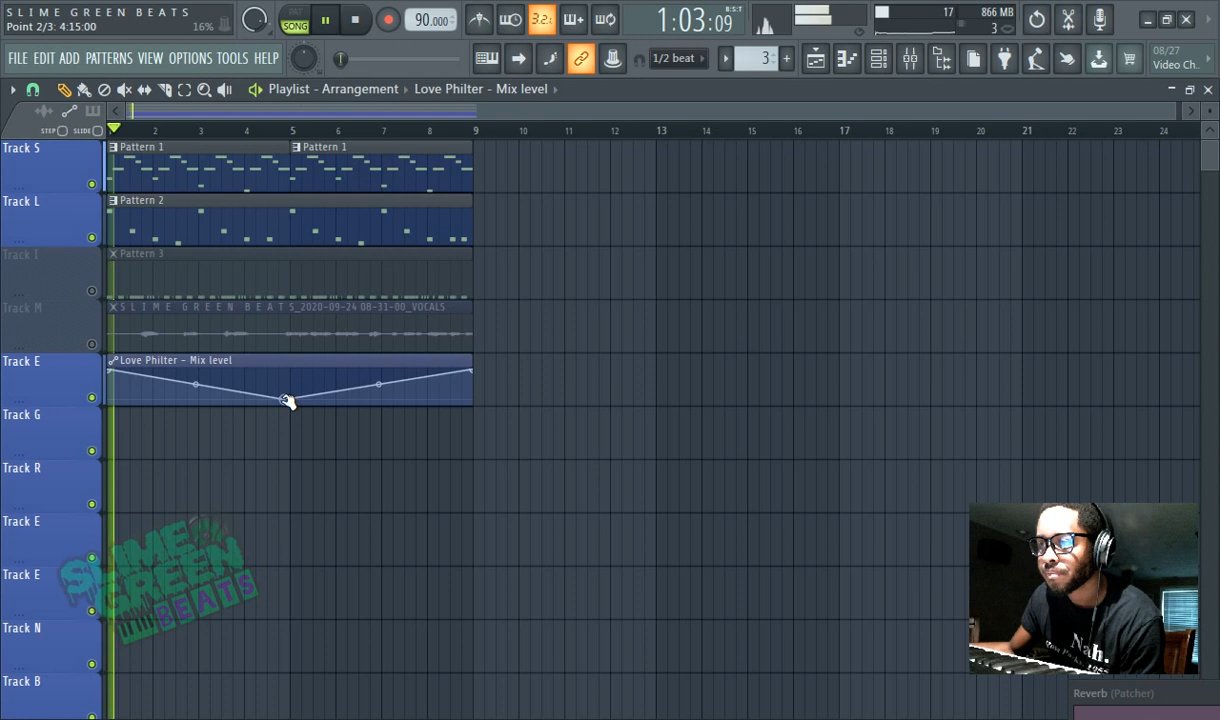 SLIME GREEN BEATS
Point 2/3: 4:15:00
16%
PAT
SONG
3.2
90.000
1:03:09
B:S:T
17
866 MB
3
FILE EDIT ADD PATTERNS VIEW OPTIONS TOOLS HELP
1/2 beat
3
08/27
Video Ch..
Playlist - Arrangement
Love Philter - Mix level
STEP
SLIDE
2 3 4 5 6 7 8 9 10 11 12 13 14 15 16 17 18 19 20 21 22 23 24
Track S
Pattern 1
Pattern 1
Track L
Pattern 2
Track I
Pattern 3
Track M
SLIME GREEN BEATS_2020-09-24 08-31-00_VOCALS
Track E
Love Philter - Mix level
Track G
Track R
Track E
Track E
Track N
Track B
SLIME
GREEN
BEATS
Nah.
Reverb (Patcher)